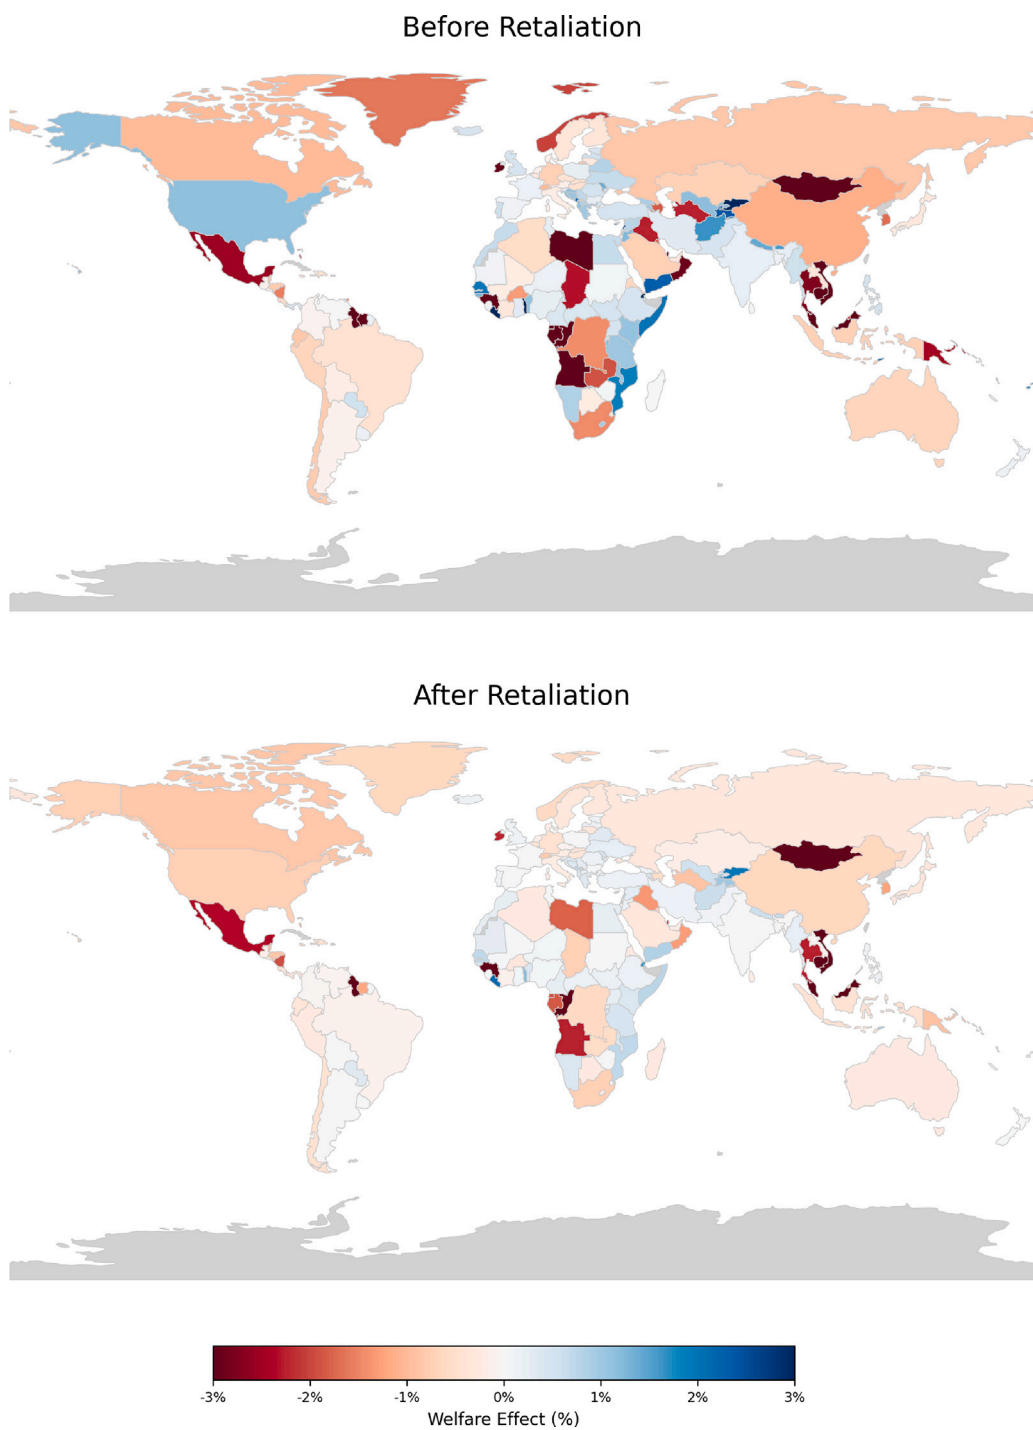 Before Retaliation
After Retaliation
-3% -2% -1% 0% 1% 2% 3%
Welfare Effect (%)